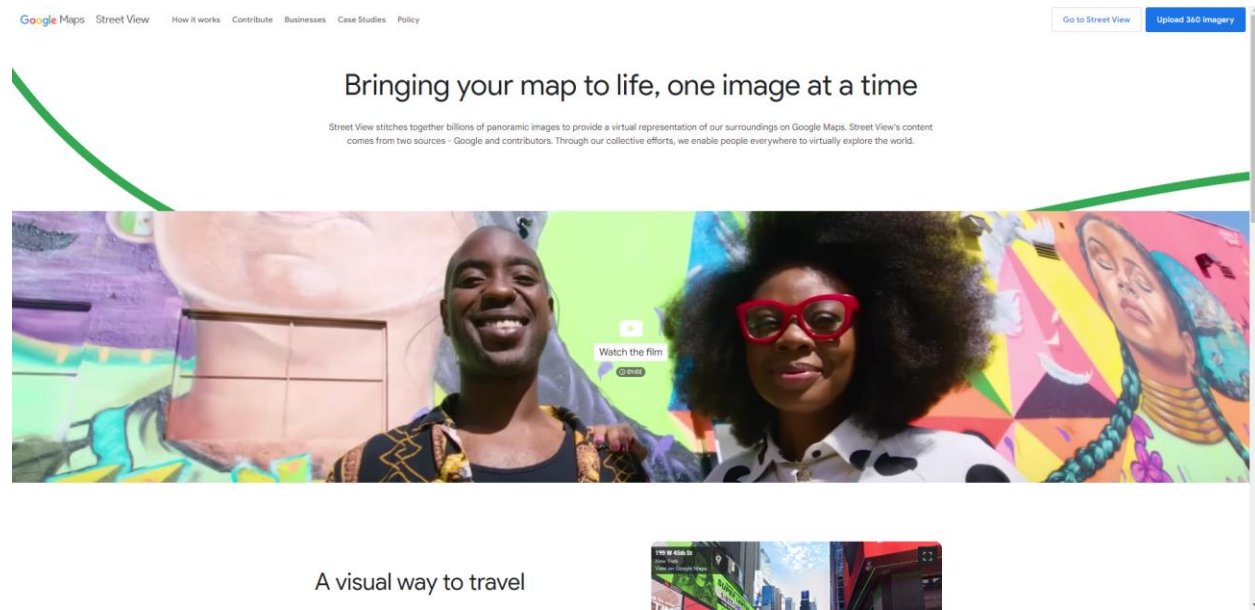 Google Maps Street View How it works Contribute Businesses Case Studies Policy Go to Street View Upload 360 imagery
Bringing your map to life, one image at a time
Street View stitches together billions of panoramic images to provide a virtual representation of our surroundings on Google Maps. Street View's content
comes from two sources - Google and contributors. Through our collective efforts, we enable people everywhere to virtually explore the world.
Watch the film
01:02
A visual way to travel
199 W 45th St
New York
View on Google Maps
SUPER